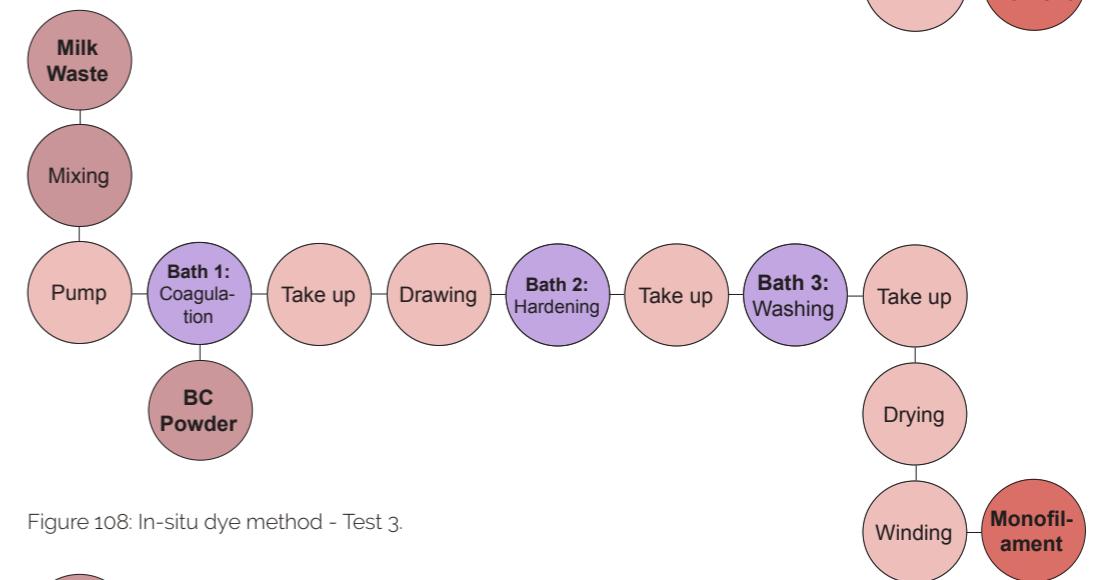 Milk
Waste
Mixing
Pump
Bath 1:
Coagula-
tion
Take up
Drawing
Bath 2:
Hardening
Take up
Bath 3:
Washing
Take up
BC
Powder
Drying
Figure 108: In-situ dye method - Test 3.
Winding
Monofil-
ament